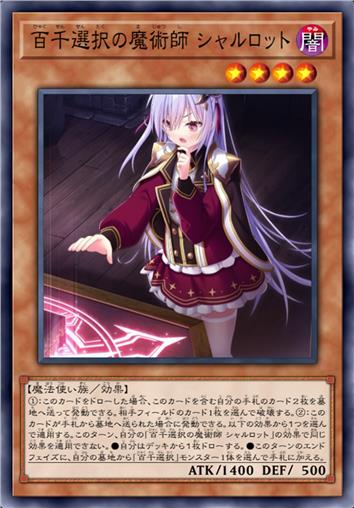 百千選択の魔術師 シャルロット
闇
【魔法使い族／効果】
①：このカードをドローした場合、このカードを含む自分の手札のカード２枚を墓
地へ送って発動できる。相手フィールドのカード１枚を選んで破壊する。②：この
カードが手札から墓地へ送られた場合に発動できる。以下の効果から１つを選ん
で適用する。このターン、自分の「百千選択の魔術師 シャルロット」の効果で同じ
効果を適用できない。●自分はデッキから１枚ドローする。●このターンのエンド
フェイズに、自分の墓地から「百千選択」モンスター１体を選んで手札に加える。
ATK/1400 DEF/ 500